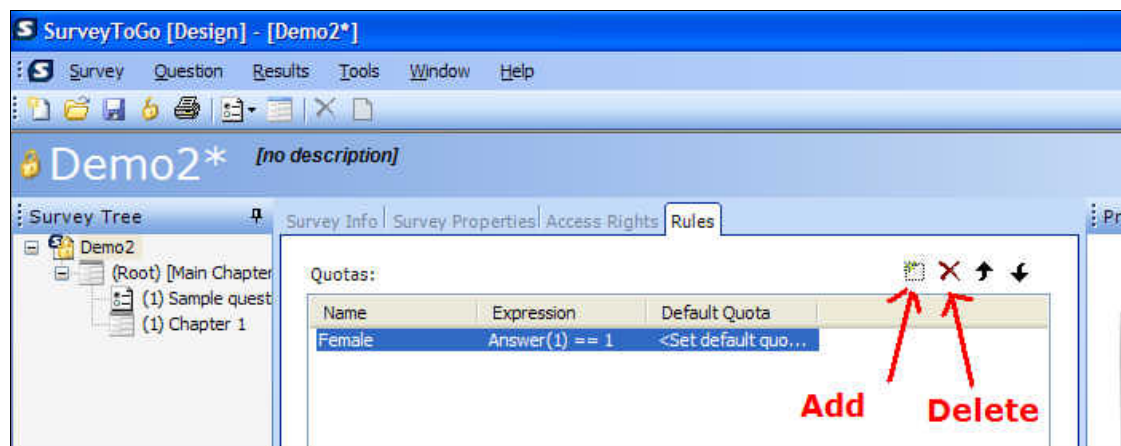 SurveyToGo [Design] - [Demo2*]
Survey Question Results Tools Window Help
Demo2* [no description]
Survey Tree
Survey Info Survey Properties Access Rights Rules
Pr
Demo2
(Root) [Main Chapter
(1) Sample quest
(1) Chapter 1
Quotas:
Name Expression Default Quota
Female Answer(1) == 1 <Set default quo...
Add Delete